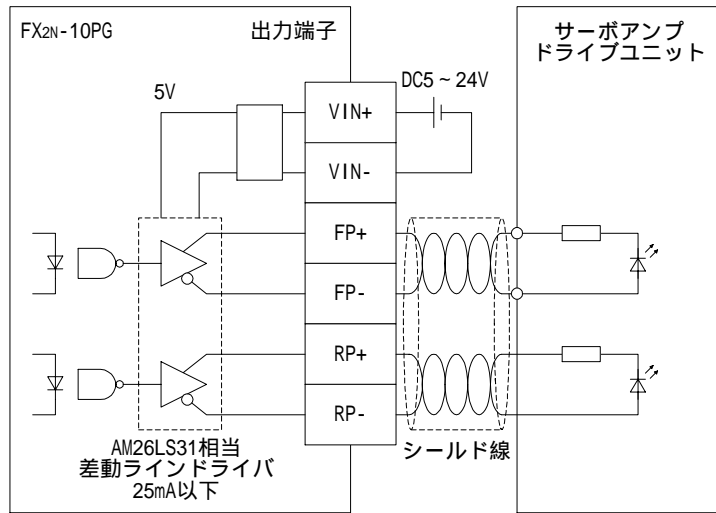 FX2N-10PG
出力端子
サーボアンプ
ドライブユニット
5V
DC5~24V
VIN+
VIN-
FP+
FP-
RP+
RP-
AM26LS31相当
差動ラインドライバ
25mA以下
シールド線